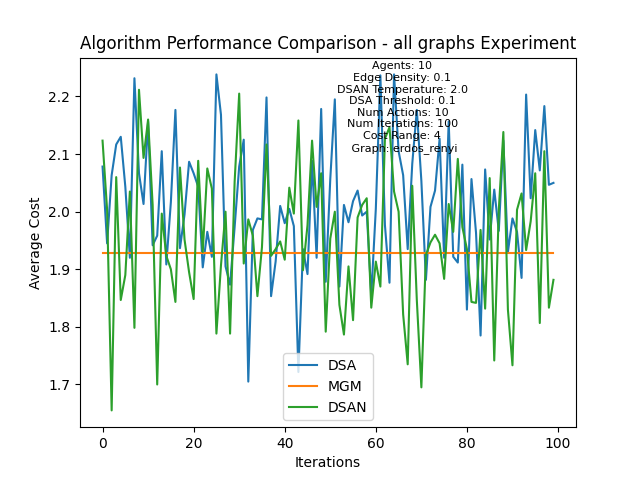 Algorithm Performance Comparison - all graphs Experiment
Agents: 10
Edge Density: 0.1
DSAN Temperature: 2.0
DSA Threshold: 0.1
Num Actions: 10
Num Iterations: 100
Cost Range: 4
Graph: erdos_renyi
2.2
2.1
2.0
1.9
1.8
1.7
Average Cost
DSA
MGM
DSAN
0 20 40 60 80 100
Iterations